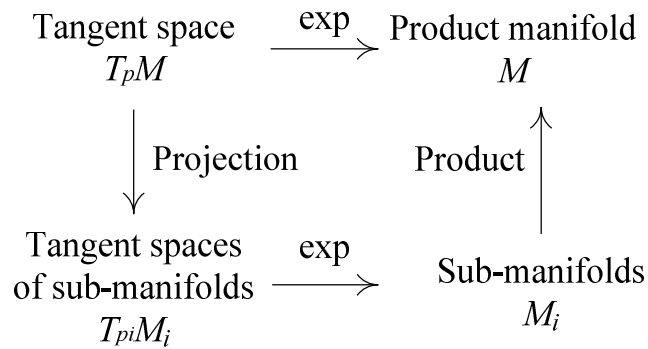 Tangent space
TpM
exp
Product manifold
M
Projection
Product
Tangent spaces
of sub-manifolds
TpiMi
exp
Sub-manifolds
Mi